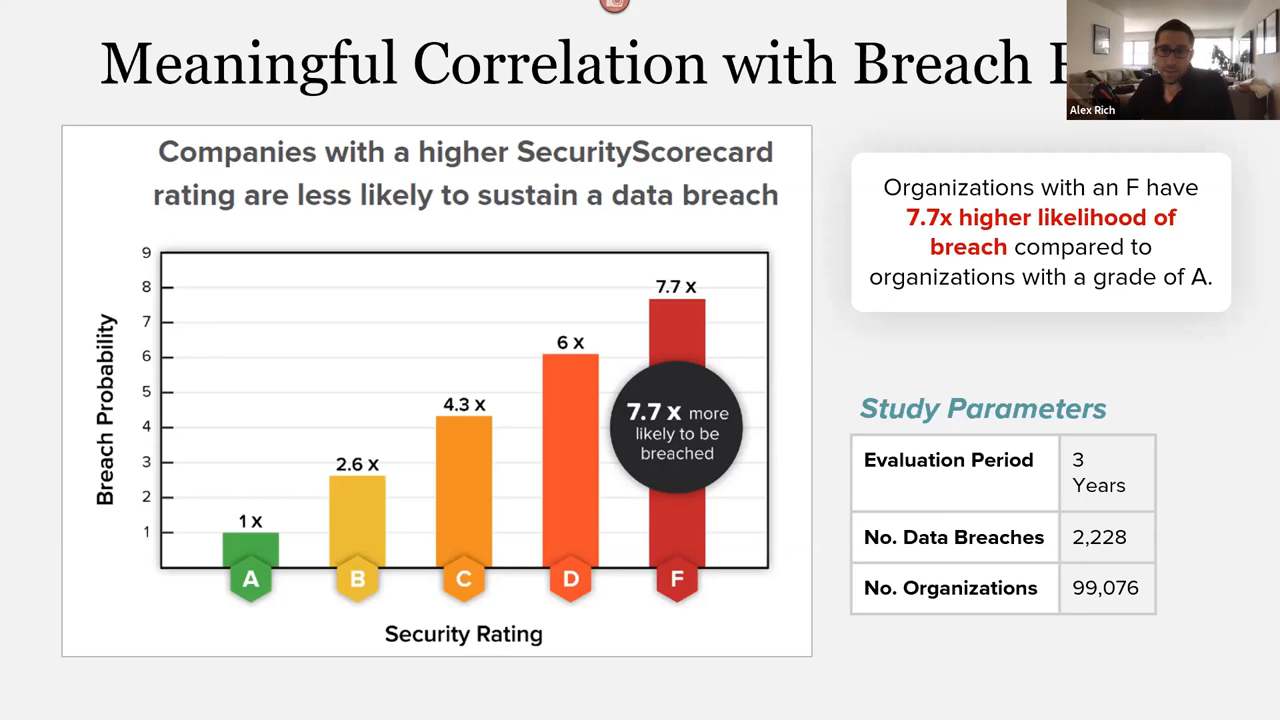 Meaningful Correlation with Breach
Alex Rich
Companies with a higher SecurityScorecard
rating are less likely to sustain a data breach
Breach Probability
9
8
7
6
5
4
3
2
1
1 X
2.6 X
4.3 X
6 X
7.7 X
7.7 X more
likely to be
breached
A
B
C
D
F
Security Rating
Organizations with an F have
7.7x higher likelihood of
breach compared to
organizations with a grade of A.
Study Parameters
Evaluation Period
3
Years
No. Data Breaches
2,228
No. Organizations
99,076